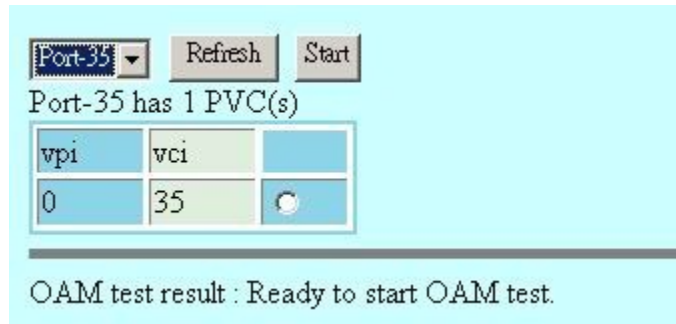 Port-35 Refresh Start
Port-35 has 1 PVC(s)
vpi vci
0 35
OAM test result : Ready to start OAM test.